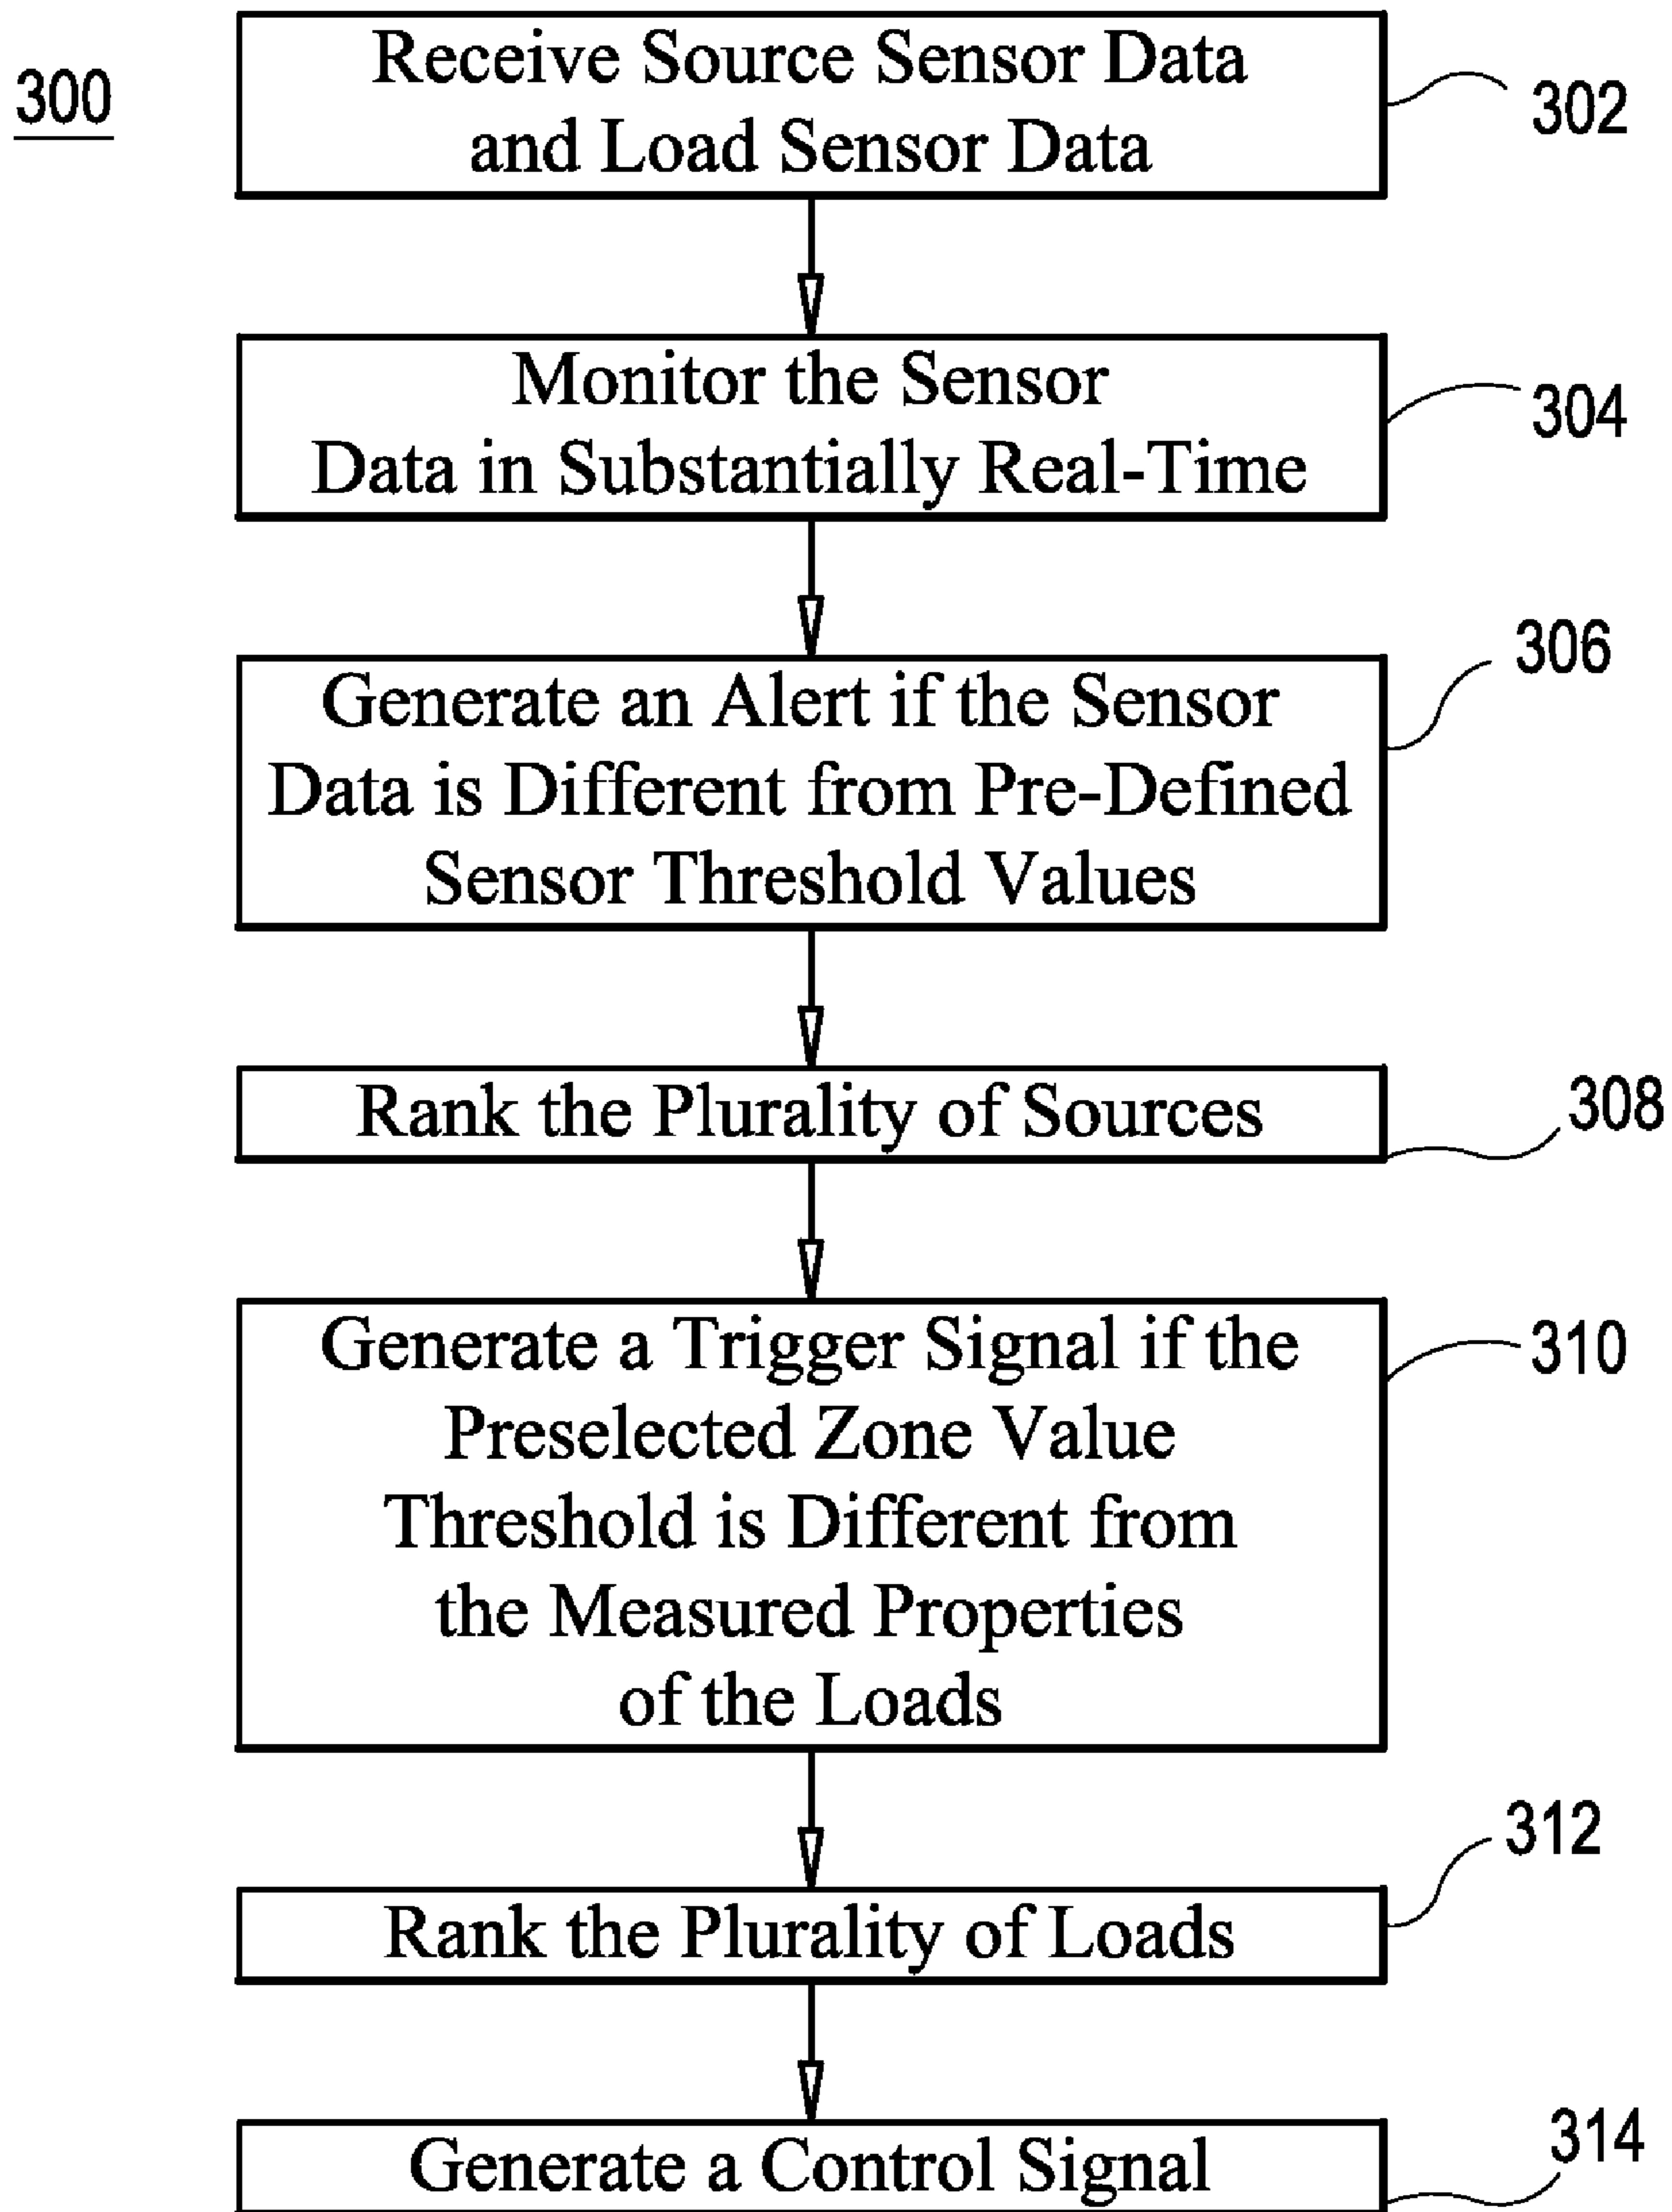 300
Receive Source Sensor Data
and Load Sensor Data
302
Monitor the Sensor
Data in Substantially Real-Time
304
Generate an Alert if the Sensor
Data is Different from Pre-Defined
Sensor Threshold Values
306
Rank the Plurality of Sources
308
Generate a Trigger Signal if the
Preselected Zone Value
Threshold is Different from
the Measured Properties
of the Loads
310
Rank the Plurality of Loads
312
Generate a Control Signal
314